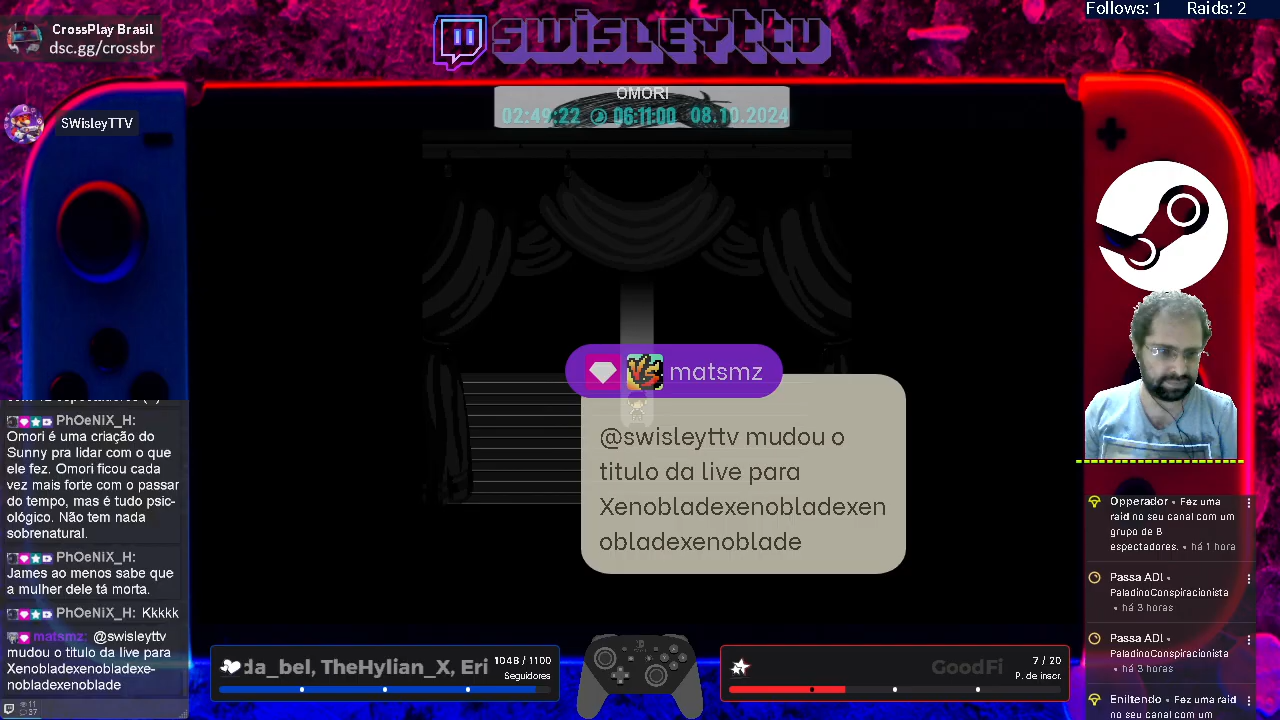 Follows: 1 Raids: 2
CrossPlay Brasil
dsc.gg/crossbr
SWiSLEYttv
OMORI
02:49:22 06:11:00 08.10.2024
SWisleyTTV
matsmz
@swisleyttv mudou o
titulo da live para
Xenobladexenobladexen
obladexenoblade
PhOeNiX_H:
Omori é uma criação do
Sunny pra lidar com o que
ele fez. Omori ficou cada
vez mais forte com o passar
do tempo, mas é tudo psic-
ológico. Não tem nada
sobrenatural.
PhOeNiX_H:
James ao menos sabe que
a mulher dele tá morta.
PhOeNiX_H: Kkkkk
matsmz: @swisleyttv
mudou o titulo da live para
Xenobladexenobladexe-
nobladexenoblade
11
37
da_bel, TheHylian_X, Eri
1048 / 1100
Seguidores
GoodFi
7 / 20
P. de inscr.
Opperador • Fez uma
raid no seu canal com um
grupo de 8
espectadores. • há 1 hora
Passa ADI •
PaladinoConspiracionista
• há 3 horas
Passa ADI •
PaladinoConspiracionista
• há 3 horas
Eniltendo • Fez uma raid
no seu canal com um